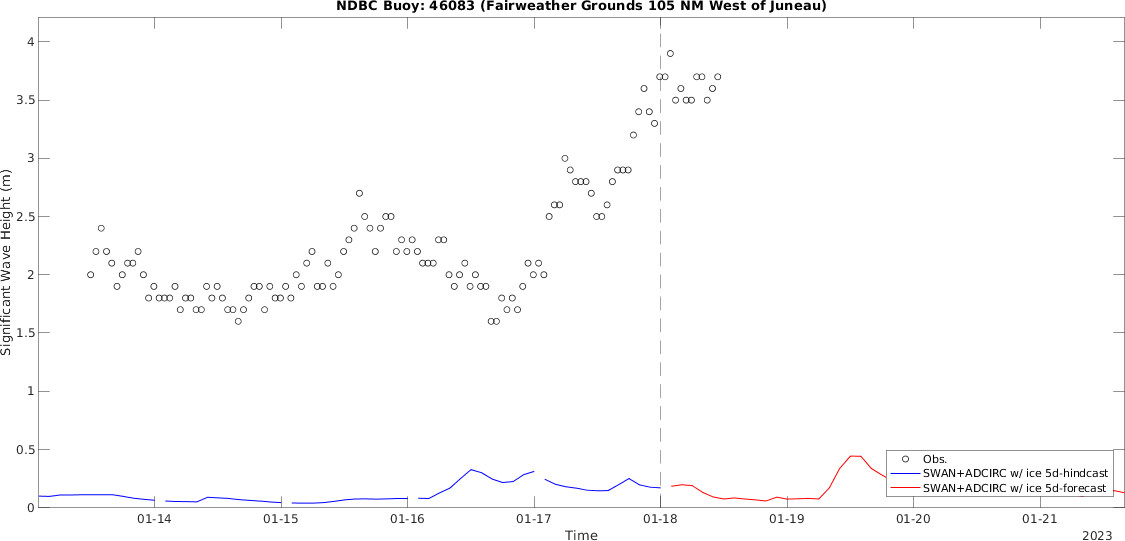 NDBC Buoy: 46083 (Fairweather Grounds 105 NM West of Juneau)
Significant Wave Height (m)
4
3.5
3
2.5
2
1.5
1
0.5
0
Obs.
SWAN+ADCIRC w/ ice 5d-hindcast
SWAN+ADCIRC w/ ice 5d-forecast
01-14 01-15 01-16 01-17 01-18 01-19 01-20 01-21
Time
2023